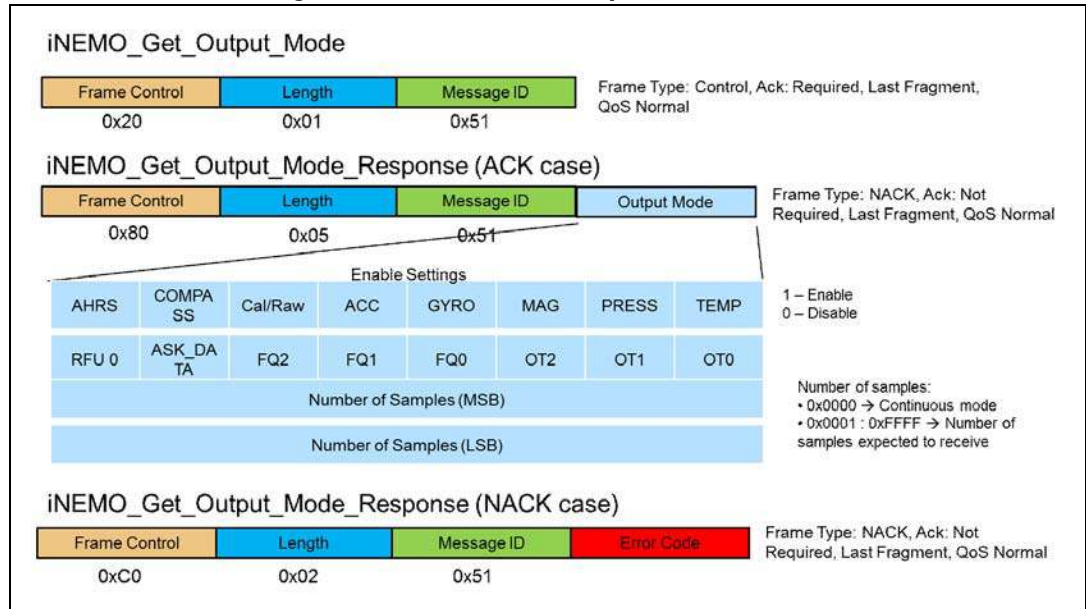 iNEMO_Get_Output_Mode
Frame Control Length Message ID
Frame Type: Control, Ack: Required, Last Fragment,
QoS Normal
0x20 0x01 0x51
iNEMO_Get_Output_Mode_Response (ACK case)
Frame Control Length Message ID Output Mode
Frame Type: NACK, Ack: Not
Required, Last Fragment, QoS Normal
0x80 0x05 0x51
Enable Settings
AHRS COMPA
SS Cal/Raw ACC GYRO MAG PRESS TEMP
1 – Enable
0 – Disable
RFU 0 ASK_DA
TA FQ2 FQ1 FQ0 OT2 OT1 OT0
Number of Samples (MSB)
Number of Samples (LSB)
Number of samples:
• 0x0000 → Continuous mode
• 0x0001 : 0xFFFF → Number of
samples expected to receive
iNEMO_Get_Output_Mode_Response (NACK case)
Frame Control Length Message ID Error Code
Frame Type: NACK, Ack: Not
Required, Last Fragment, QoS Normal
0xC0 0x02 0x51